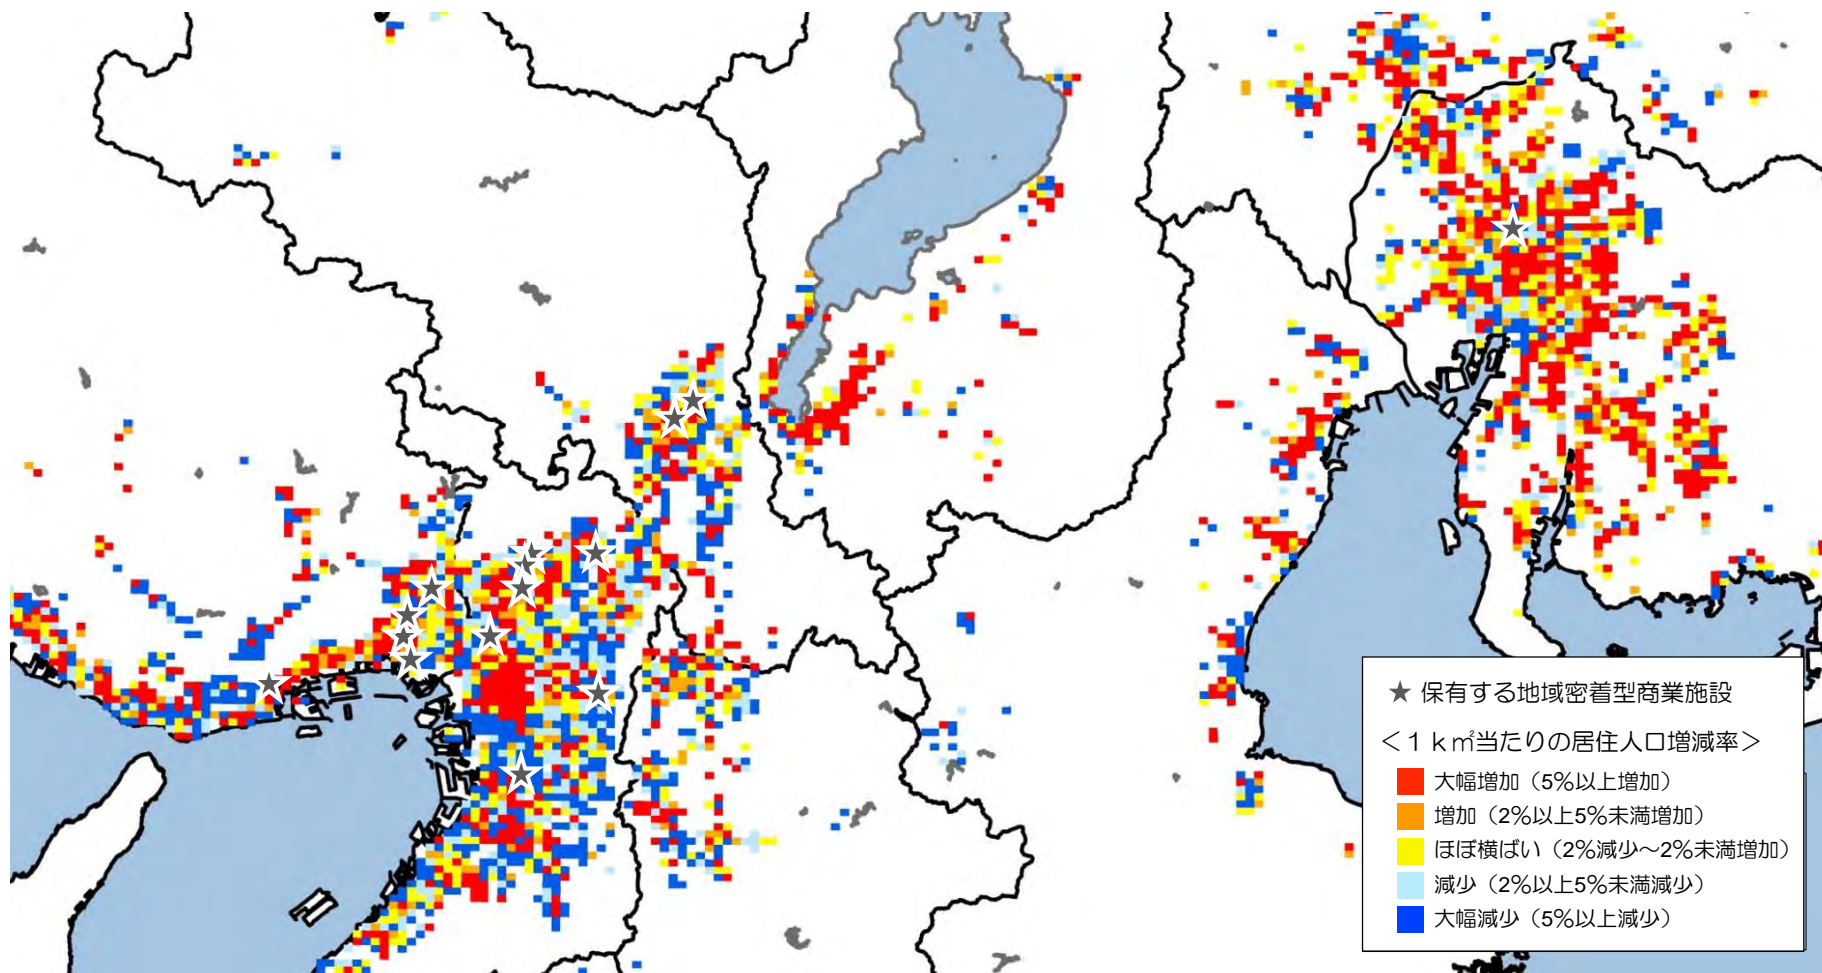 ★ 保有する地域密着型商業施設
＜１ｋ㎡当たりの居住人口増減率＞
大幅増加（5%以上増加）
増加（2%以上5%未満増加）
ほぼ横ばい（2%減少～2%未満増加）
減少（2%以上5%未満減少）
大幅減少（5%以上減少）